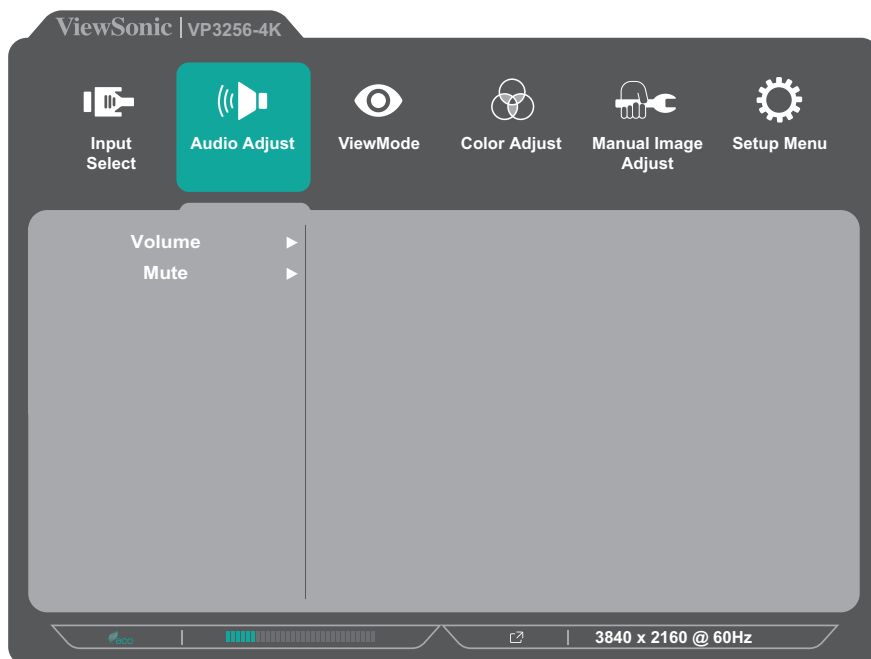 ViewSonic | VP3256-4K
Input Select
Audio Adjust
ViewMode
Color Adjust
Manual Image Adjust
Setup Menu
Volume
Mute
eco
3840 x 2160 @ 60Hz